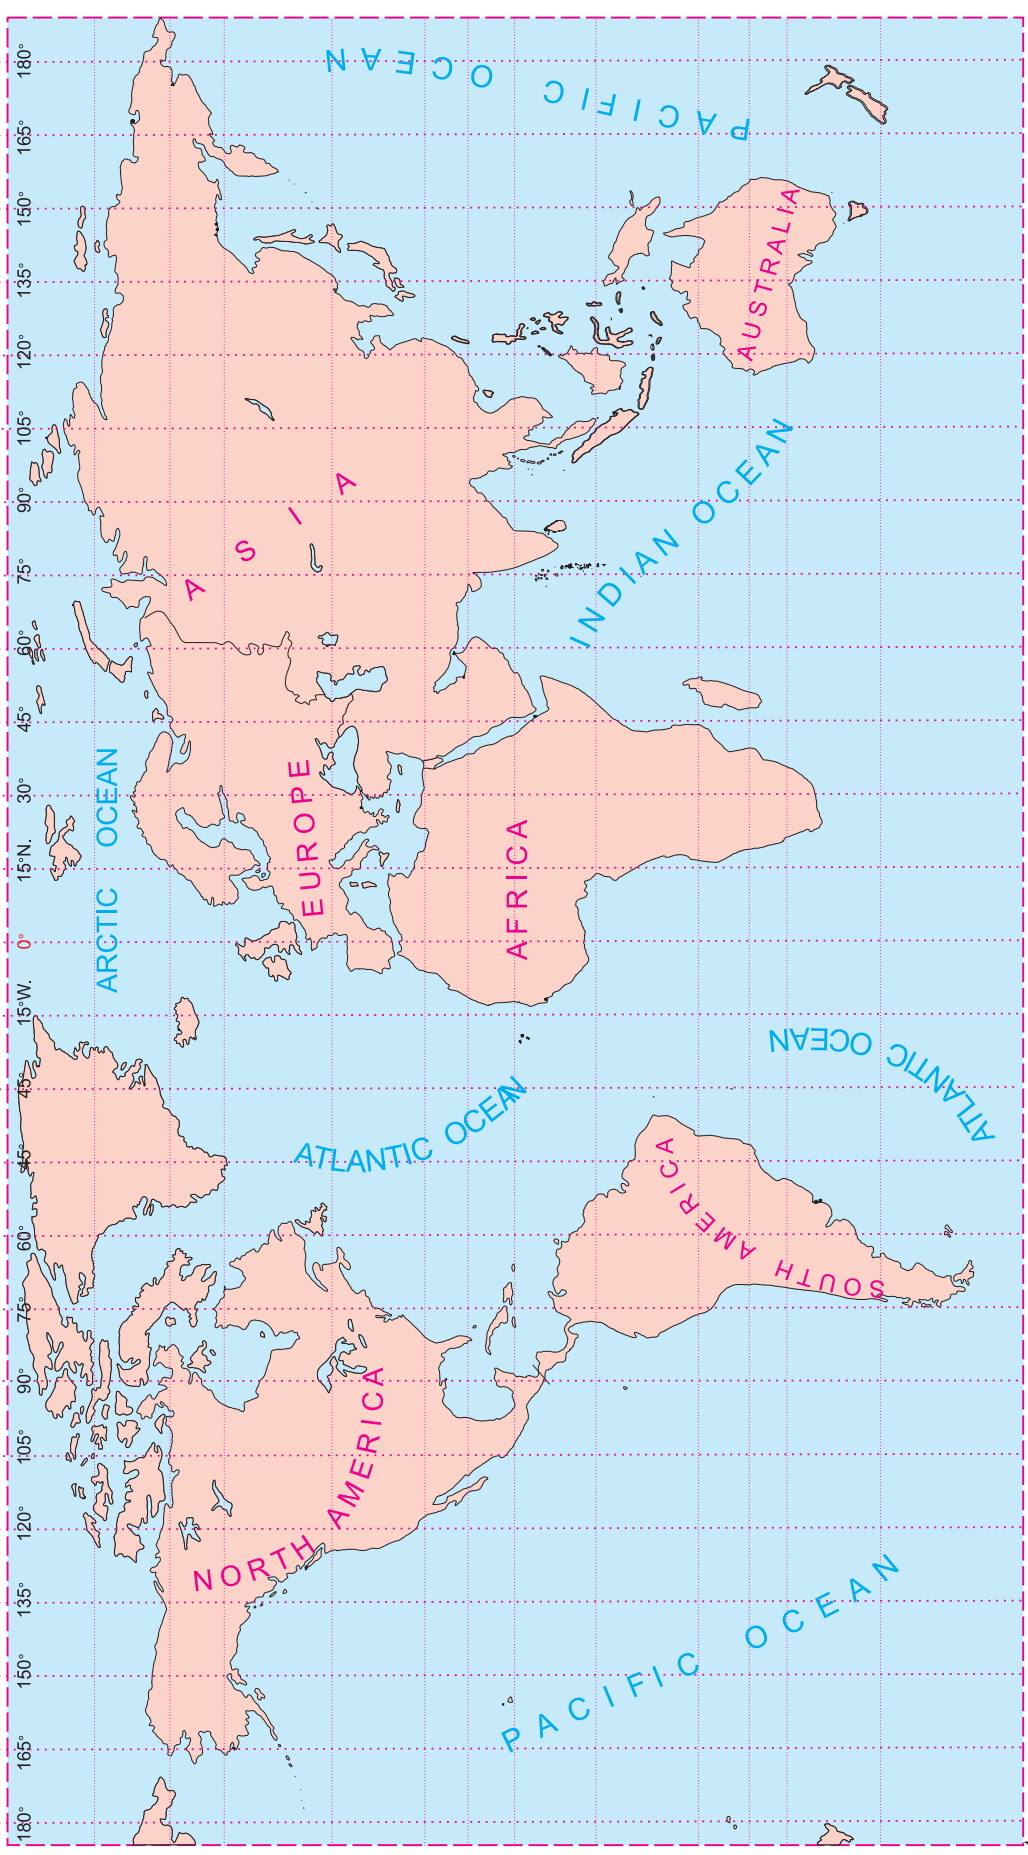 180° 165° 150° 135° 120° 105° 90° 75° 60° 45° 45° 15°W. 0° 15°N. 30° 45° 60° 75° 90° 105° 120° 135° 150° 165° 180°
ARCTIC OCEAN
NORTH AMERICA
EUROPE
ASIA
ATLANTIC OCEAN
PACIFIC OCEAN
AFRICA
PACIFIC OCEAN
INDIAN OCEAN
SOUTH AMERICA
AUSTRALIA
ATLANTIC OCEAN